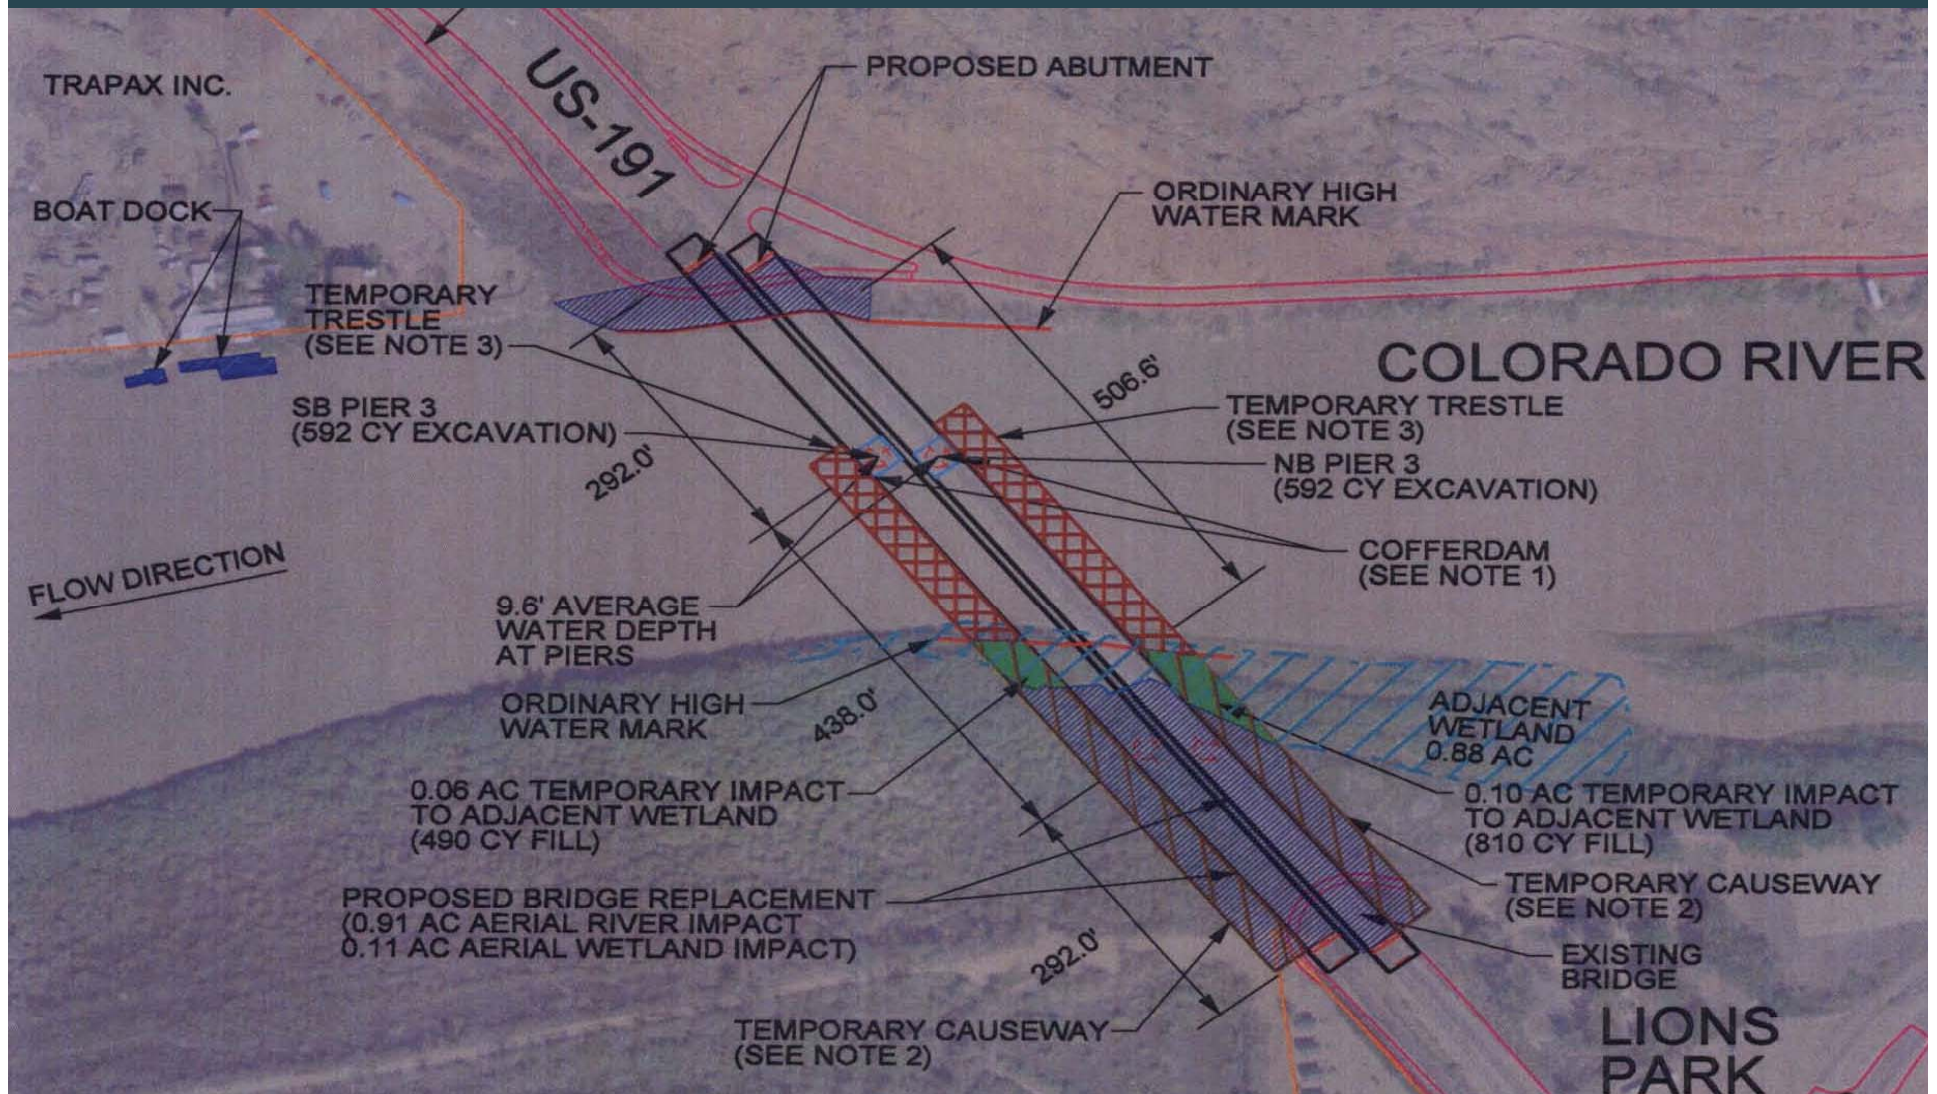 TRAPAX INC.
US-191
PROPOSED ABUTMENT
BOAT DOCK
ORDINARY HIGH
WATER MARK
TEMPORARY
TRESTLE
(SEE NOTE 3)
COLORADO RIVER
506.6'
SB PIER 3
(592 CY EXCAVATION)
TEMPORARY TRESTLE
(SEE NOTE 3)
292.0'
NB PIER 3
(592 CY EXCAVATION)
COFFERDAM
(SEE NOTE 1)
FLOW DIRECTION
9.6' AVERAGE
WATER DEPTH
AT PIERS
ORDINARY HIGH
WATER MARK
438.0'
ADJACENT
WETLAND
0.88 AC
0.06 AC TEMPORARY IMPACT
TO ADJACENT WETLAND
(490 CY FILL)
0.10 AC TEMPORARY IMPACT
TO ADJACENT WETLAND
(810 CY FILL)
PROPOSED BRIDGE REPLACEMENT
(0.91 AC AERIAL RIVER IMPACT
0.11 AC AERIAL WETLAND IMPACT)
TEMPORARY CAUSEWAY
(SEE NOTE 2)
292.0'
EXISTING
BRIDGE
TEMPORARY CAUSEWAY
(SEE NOTE 2)
LIONS
PARK